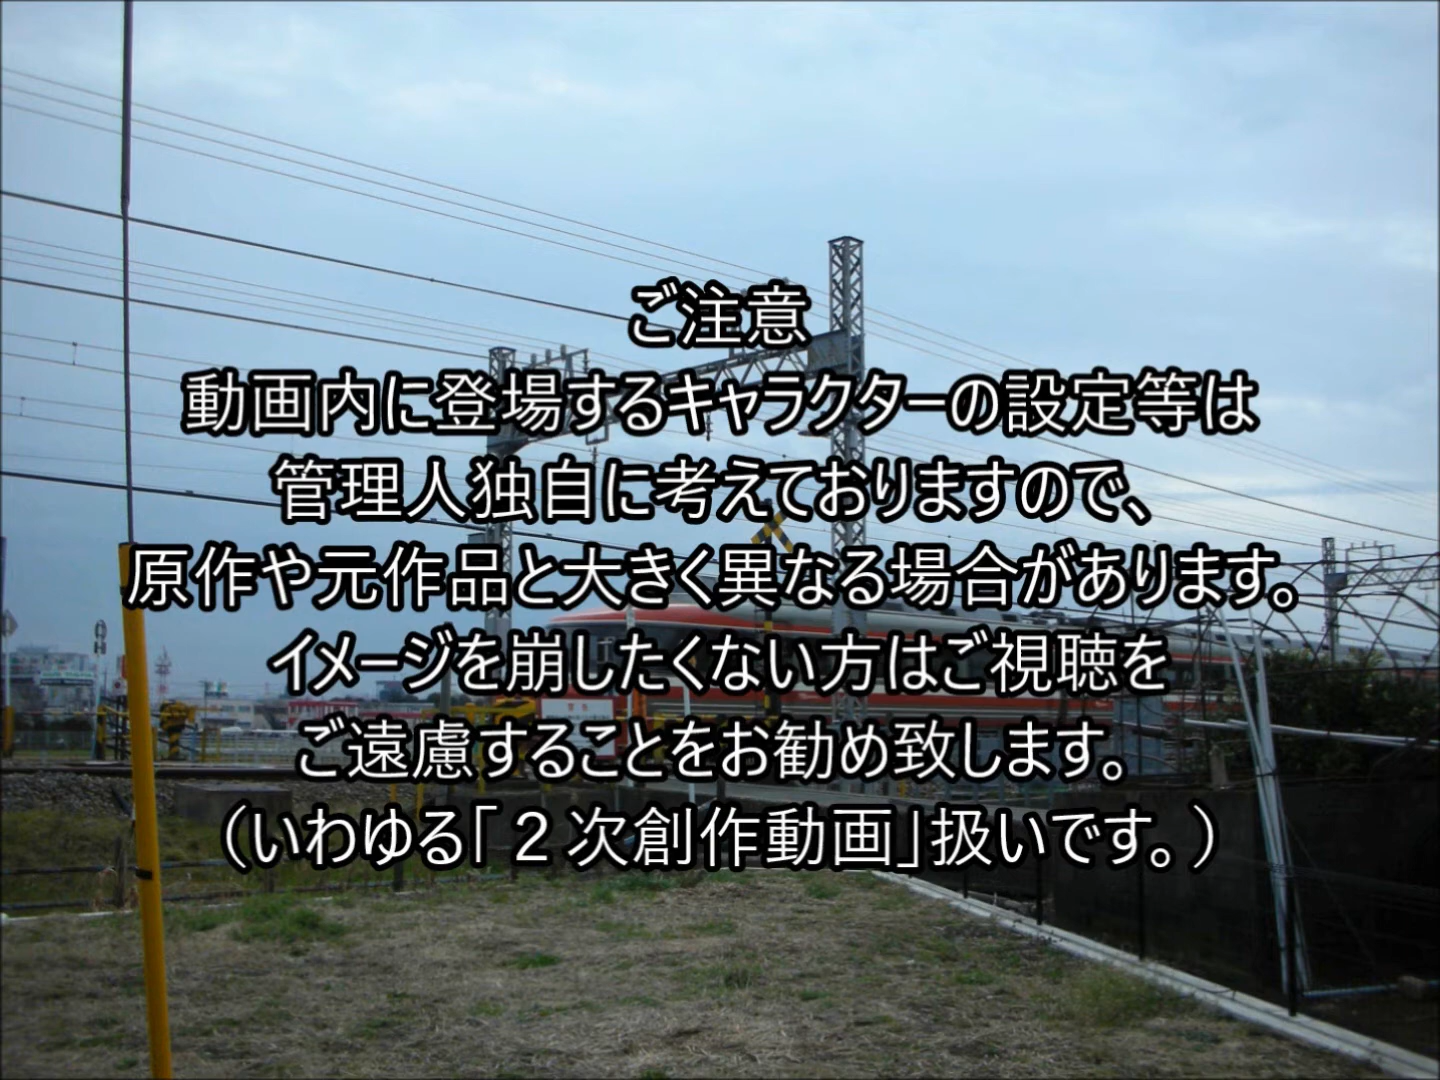 ご注意
動画内に登場するキャラクターの設定等は
管理人独自に考えておりますので、
原作や元作品と大きく異なる場合があります。
イメージを崩したくない方はご視聴を
ご遠慮することをお勧め致します。
（いわゆる「２次創作動画」扱いです。）